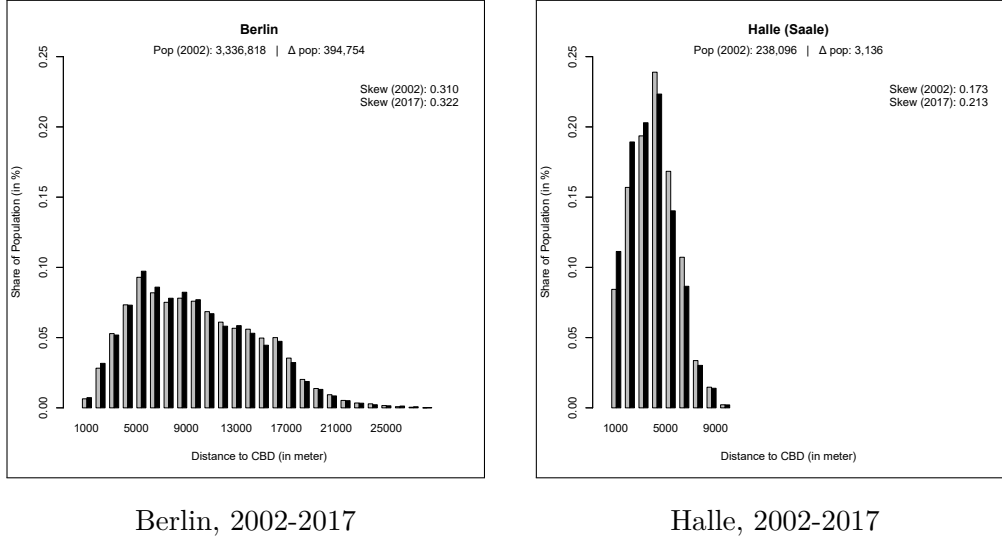 Berlin
Pop (2002): 3,336,818 | Δ pop: 394,754
Skew (2002): 0.310
Skew (2017): 0.322
Share of Population (in %)
0.25
0.20
0.15
0.10
0.05
0.00
1000 5000 9000 13000 17000 21000 25000
Distance to CBD (in meter)
Berlin, 2002-2017
Halle (Saale)
Pop (2002): 238,096 | Δ pop: 3,136
Skew (2002): 0.173
Skew (2017): 0.213
Share of Population (in %)
0.25
0.20
0.15
0.10
0.05
0.00
1000 5000 9000
Distance to CBD (in meter)
Halle, 2002-2017